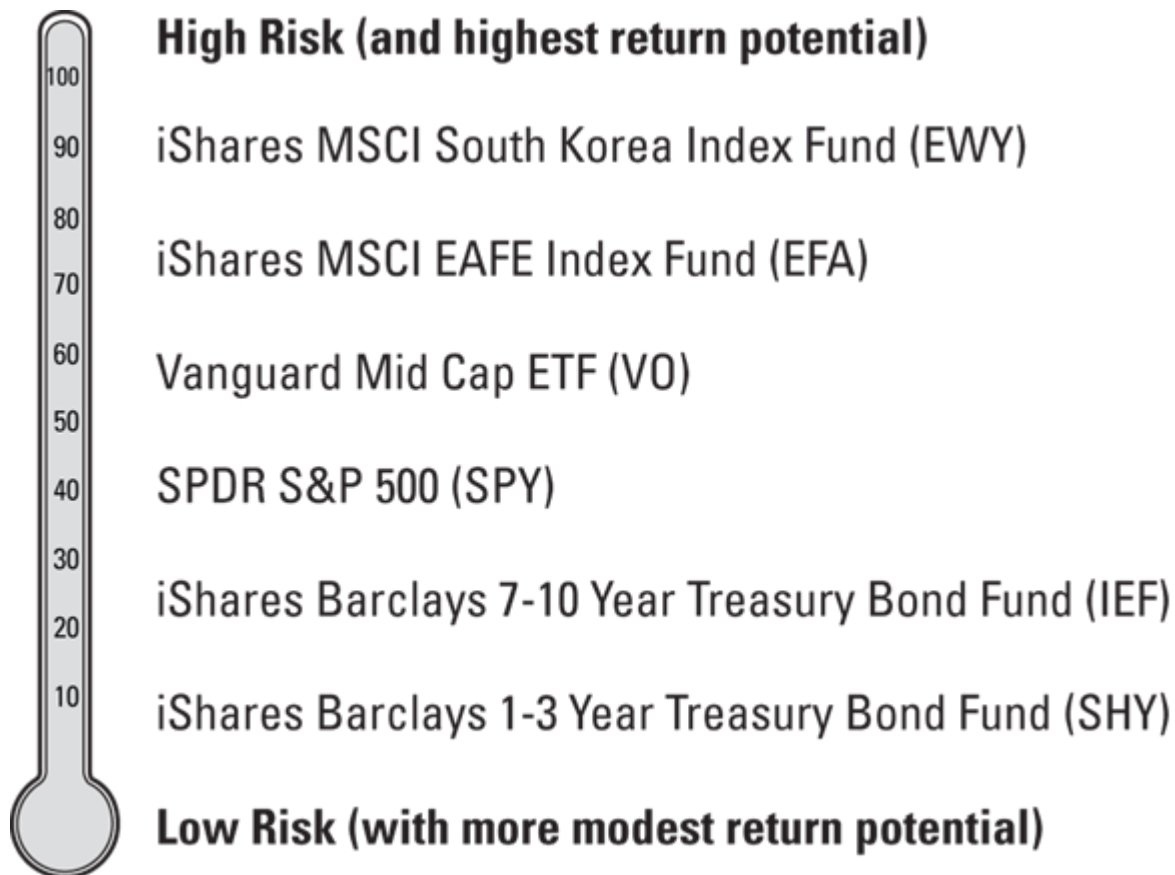 High Risk (and highest return potential)
100
90
iShares MSCI South Korea Index Fund (EWY)
80
iShares MSCI EAFE Index Fund (EFA)
70
60
Vanguard Mid Cap ETF (VO)
50
40
SPDR S&P 500 (SPY)
30
iShares Barclays 7-10 Year Treasury Bond Fund (IEF)
20
10
iShares Barclays 1-3 Year Treasury Bond Fund (SHY)
Low Risk (with more modest return potential)